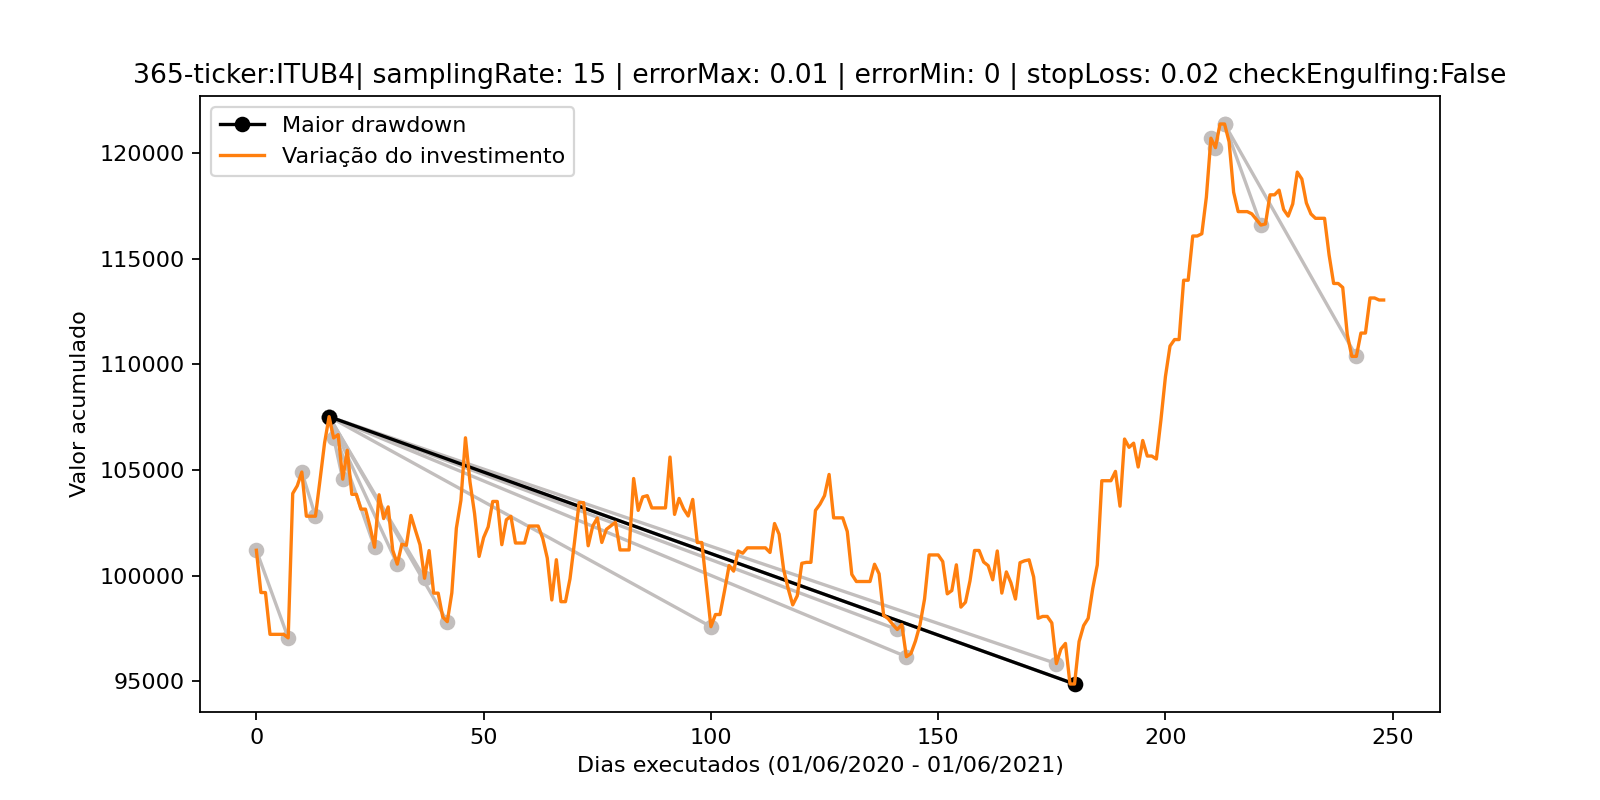 365-ticker:ITUB4| samplingRate: 15 | errorMax: 0.01 | errorMin: 0 | stopLoss: 0.02 checkEngulfing:False
Maior drawdown
Variação do investimento
120000
115000
110000
105000
100000
95000
Valor acumulado
0 50 100 150 200 250
Dias executados (01/06/2020 - 01/06/2021)